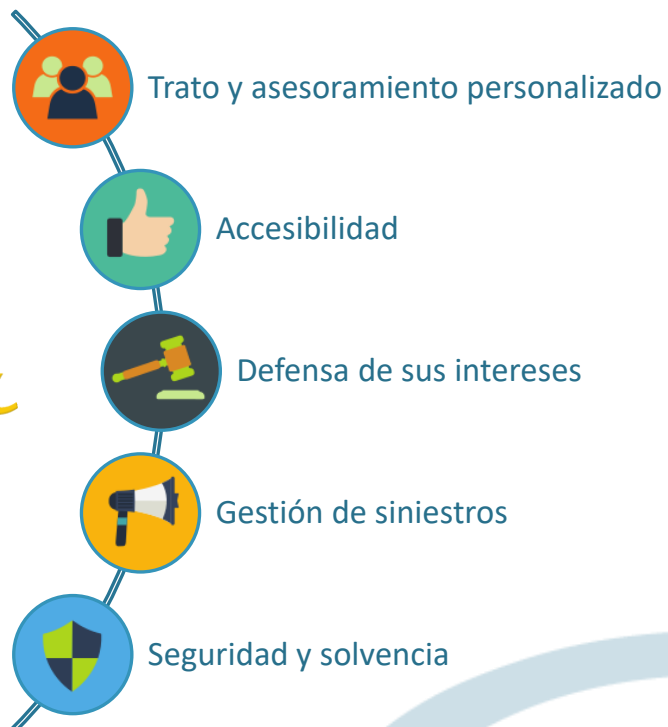 Trato y asesoramiento personalizado
Accesibilidad
Defensa de sus intereses
Gestión de siniestros
Seguridad y solvencia